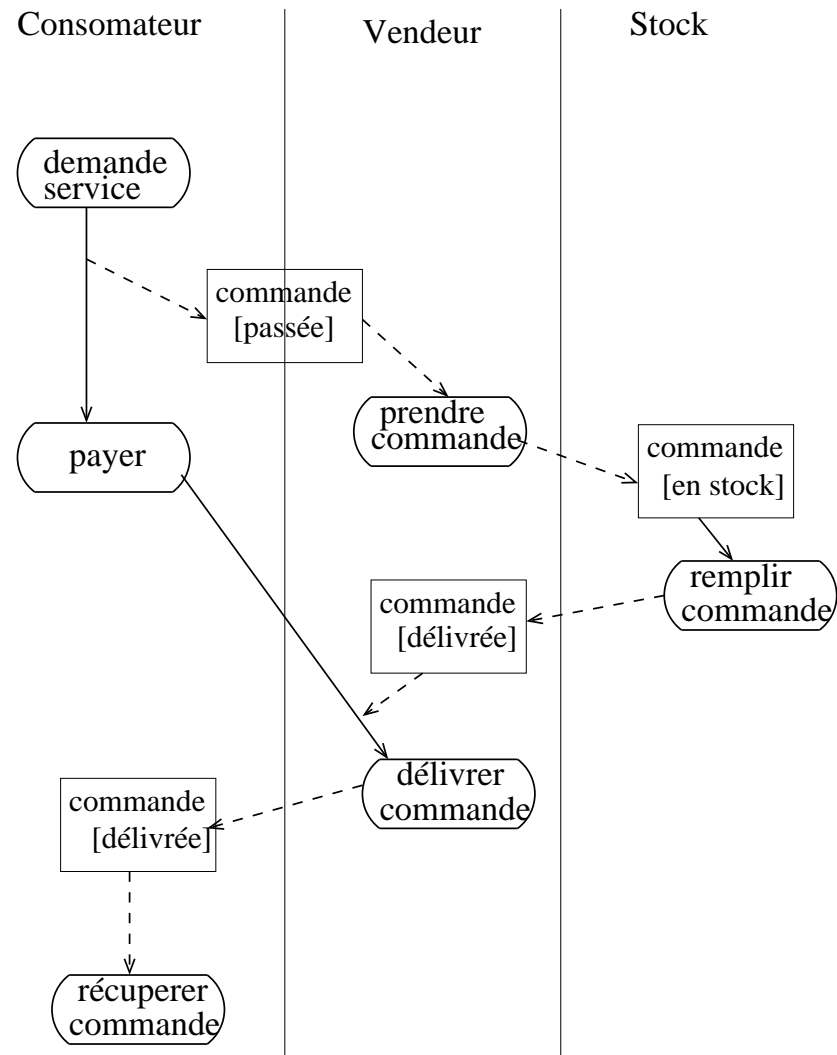 Consomateur
Vendeur
Stock
demande
service
commande
[passée]
prendre
commande
payer
commande
[en stock]
remplir
commande
commande
[délivrée]
délivrer
commande
commande
[délivrée]
récuperer
commande